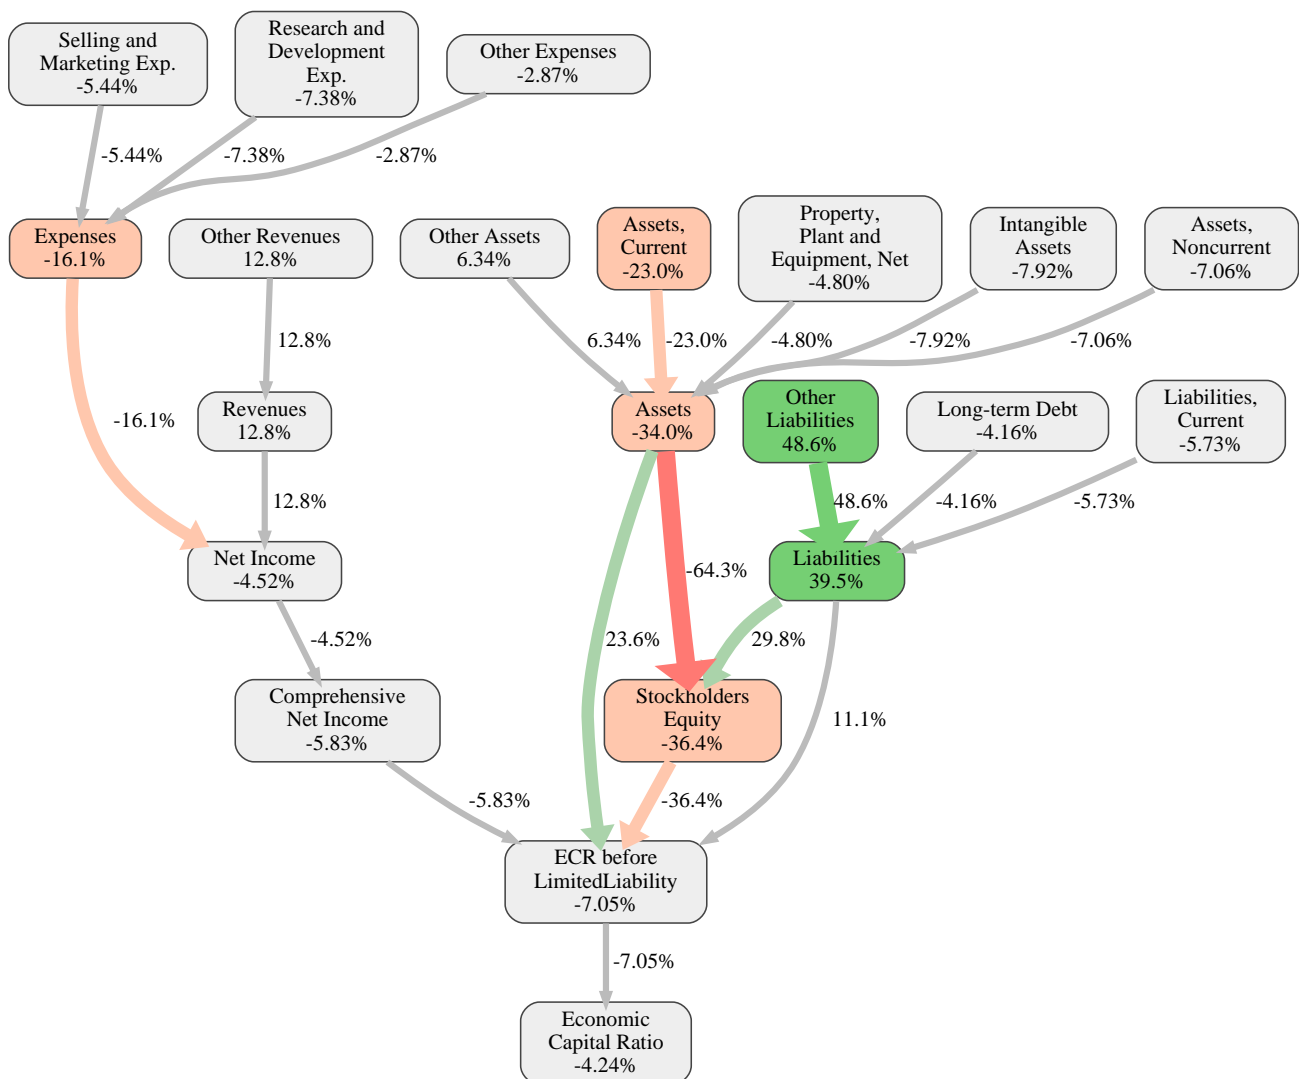 Selling and
Marketing Exp.
-5.44%
Research and
Development
Exp.
-7.38%
Other Expenses
-2.87%
-5.44%
-7.38%
-2.87%
Expenses
-16.1%
Other Revenues
12.8%
Other Assets
6.34%
Assets,
Current
-23.0%
Property,
Plant and
Equipment, Net
-4.80%
Intangible
Assets
-7.92%
Assets,
Noncurrent
-7.06%
12.8%
6.34%
-23.0%
-4.80%
-7.92%
-7.06%
-16.1%
Revenues
12.8%
Assets
-34.0%
Other
Liabilities
48.6%
Long-term Debt
-4.16%
Liabilities,
Current
-5.73%
12.8%
48.6%
-4.16%
-5.73%
Net Income
-4.52%
-64.3%
Liabilities
39.5%
-4.52%
23.6%
29.8%
Comprehensive
Net Income
-5.83%
Stockholders
Equity
-36.4%
11.1%
-5.83%
-36.4%
ECR before
LimitedLiability
-7.05%
-7.05%
Economic
Capital Ratio
-4.24%